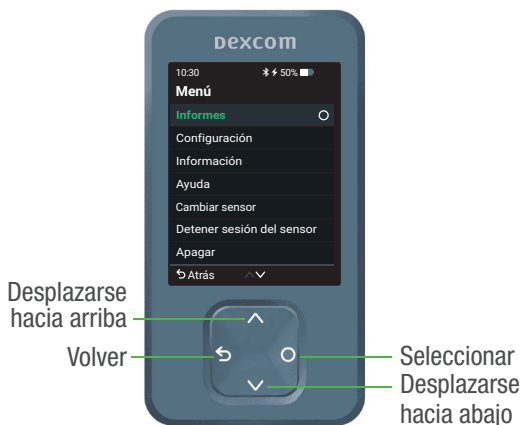 Dexcom
10:30 50%
Menú
Informes
Configuración
Información
Ayuda
Cambiar sensor
Detener sesión del sensor
Apagar
Atrás
Desplazarse
hacia arriba
Volver
Seleccionar
Desplazarse
hacia abajo